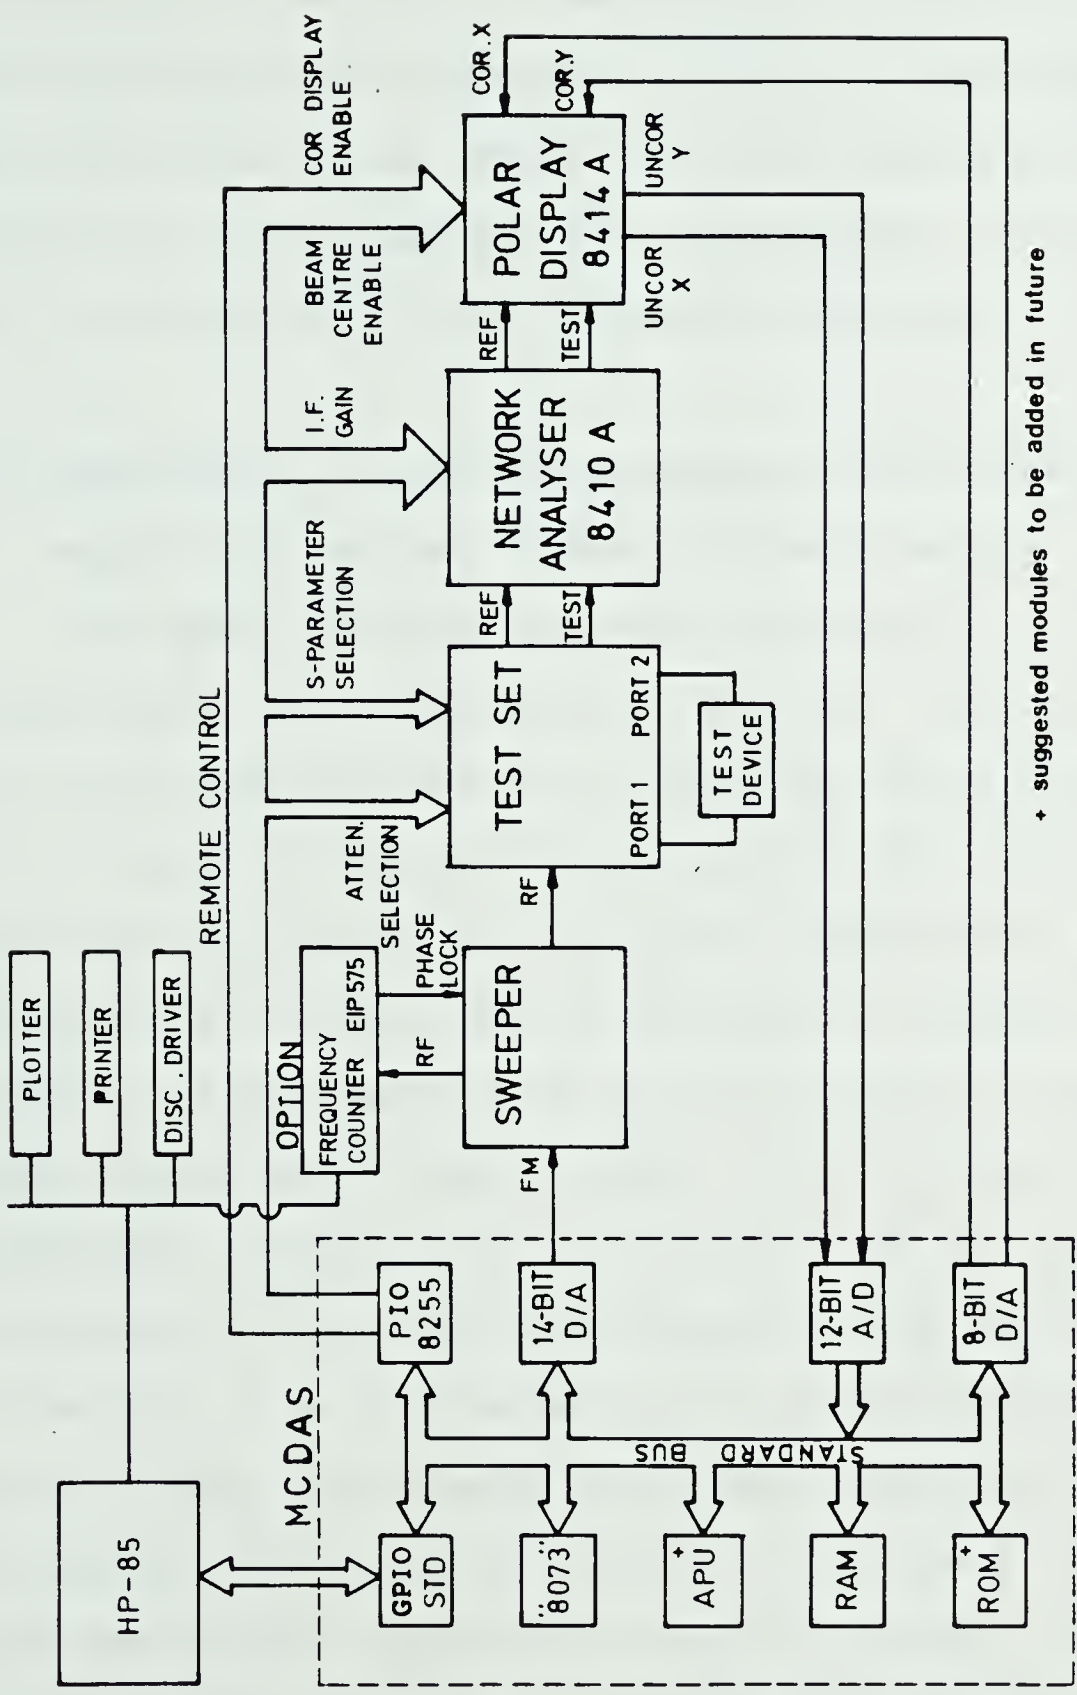 PLOTTER
PRINTER
DISC. DRIVER
HP-85
REMOTE CONTROL
COR DISPLAY
ENABLE
BEAM
CENTRE
ENABLE
I.F.
GAIN
S-PARAMETER
SELECTION
ATTEN.
SELECTION
OPTION
FREQUENCY
COUNTER EIP 575
PHASE
LOCK
RF
SWEEPER
FM
RF
TEST SET
PORT 1
PORT 2
TEST
DEVICE
REF
TEST
NETWORK
ANALYSER
8410 A
REF
TEST
POLAR
DISPLAY
8414 A
COR.X
COR.Y
UNCOR
X
UNCOR
Y
MCDAS
GPIO
STD
"8073"
APU+
RAM
ROM+
STANDARD
BUS
PIO
8255
14-BIT
D/A
12-BIT
A/D
8-BIT
D/A
+ suggested modules to be added in future